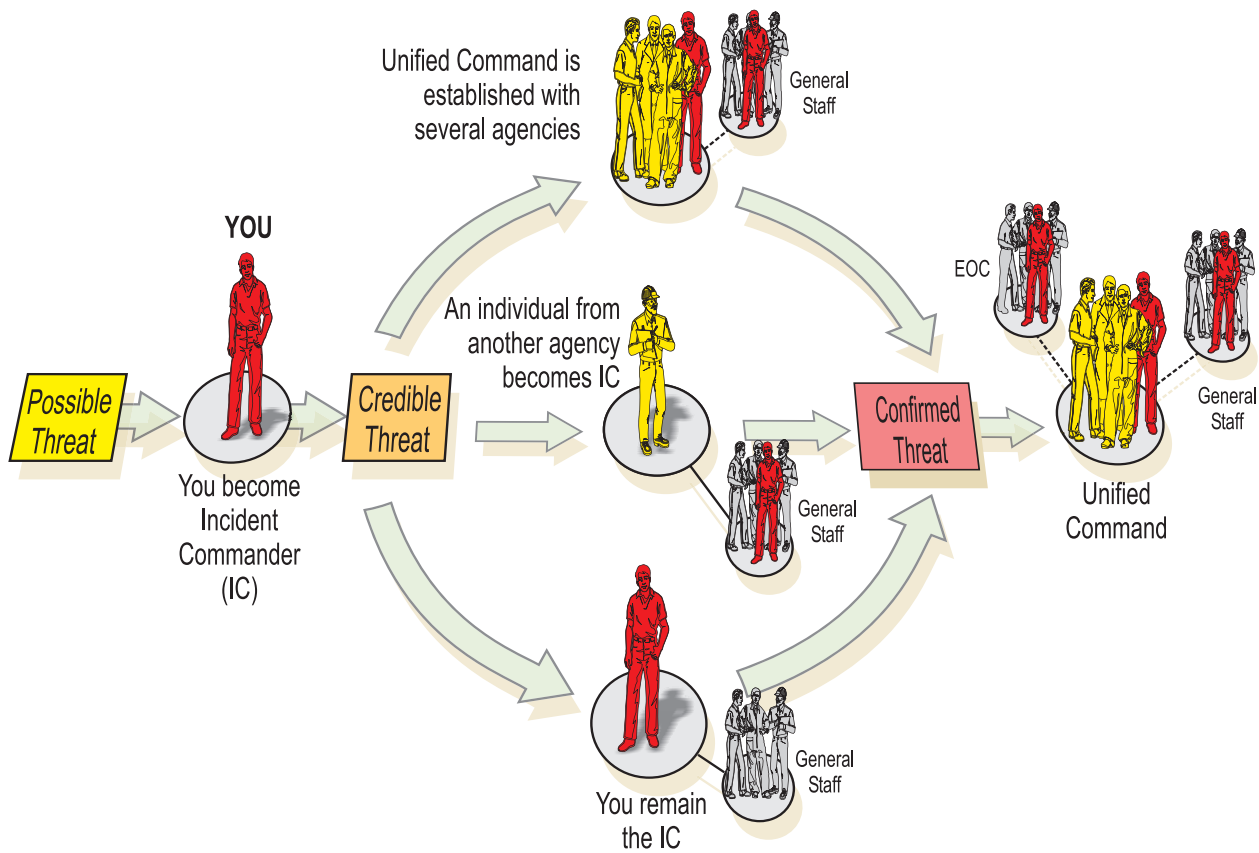 Unified Command is
established with
several agencies
General
Staff
YOU
An individual from
another agency
becomes IC
EOC
General
Staff
Possible
Threat
Credible
Threat
Confirmed
Threat
You become
Incident
Commander
(IC)
General
Staff
Unified
Command
General
Staff
You remain
the IC